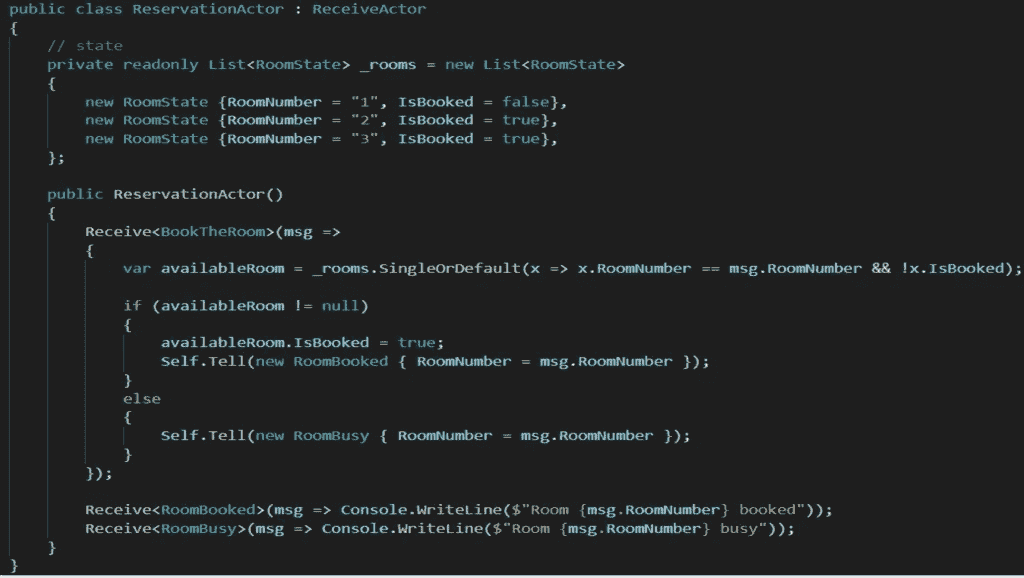 public class ReservationActor : ReceiveActor
{
    // state
    private readonly List<RoomState> _rooms = new List<RoomState>
    {
        new RoomState {RoomNumber = "1", IsBooked = false},
        new RoomState {RoomNumber = "2", IsBooked = true},
        new RoomState {RoomNumber = "3", IsBooked = true},
    };

    public ReservationActor()
    {
        Receive<BookTheRoom>(msg =>
        {
            var availableRoom = _rooms.SingleOrDefault(x => x.RoomNumber == msg.RoomNumber && !x.IsBooked);

            if (availableRoom != null)
            {
                availableRoom.IsBooked = true;
                Self.Tell(new RoomBooked { RoomNumber = msg.RoomNumber });
            }
            else
            {
                Self.Tell(new RoomBusy { RoomNumber = msg.RoomNumber });
            }
        });

        Receive<RoomBooked>(msg => Console.WriteLine($"Room {msg.RoomNumber} booked"));
        Receive<RoomBusy>(msg => Console.WriteLine($"Room {msg.RoomNumber} busy"));
    }
}